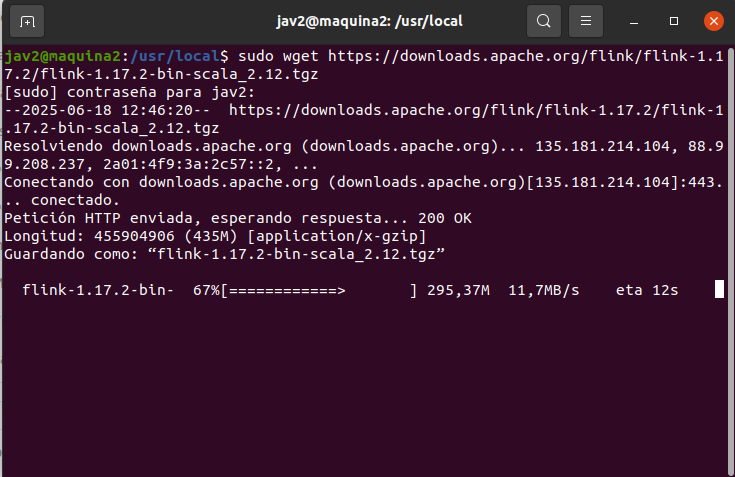 jav2@maquina2: /usr/local
jav2@maquina2:/usr/local$ sudo wget https://downloads.apache.org/flink/flink-1.1
7.2/flink-1.17.2-bin-scala_2.12.tgz
[sudo] contraseña para jav2:
--2025-06-18 12:46:20--  https://downloads.apache.org/flink/flink-1.17.2/flink-1
.17.2-bin-scala_2.12.tgz
Resolviendo downloads.apache.org (downloads.apache.org)... 135.181.214.104, 88.9
9.208.237, 2a01:4f9:3a:2c57::2, ...
Conectando con downloads.apache.org (downloads.apache.org)[135.181.214.104]:443.
.. conectado.
Petición HTTP enviada, esperando respuesta... 200 OK
Longitud: 455904906 (435M) [application/x-gzip]
Guardando como: “flink-1.17.2-bin-scala_2.12.tgz”
flink-1.17.2-bin-  67%[============>       ] 295,37M  11,7MB/s    eta 12s